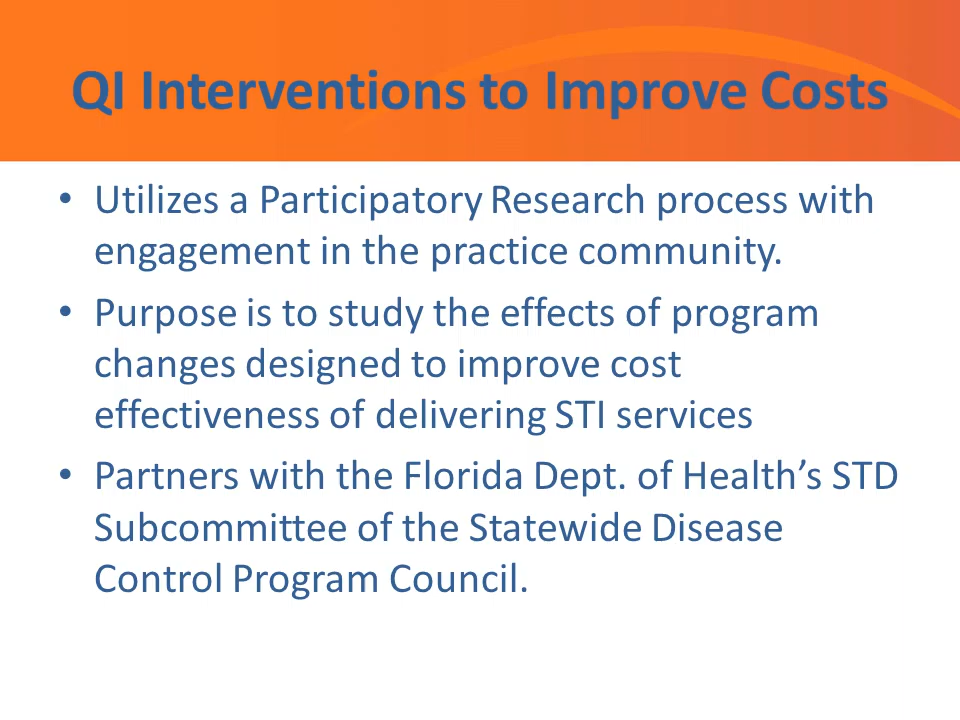 QI Interventions to Improve Costs
• Utilizes a Participatory Research process with
engagement in the practice community.
• Purpose is to study the effects of program
changes designed to improve cost
effectiveness of delivering STI services
• Partners with the Florida Dept. of Health’s STD
Subcommittee of the Statewide Disease
Control Program Council.